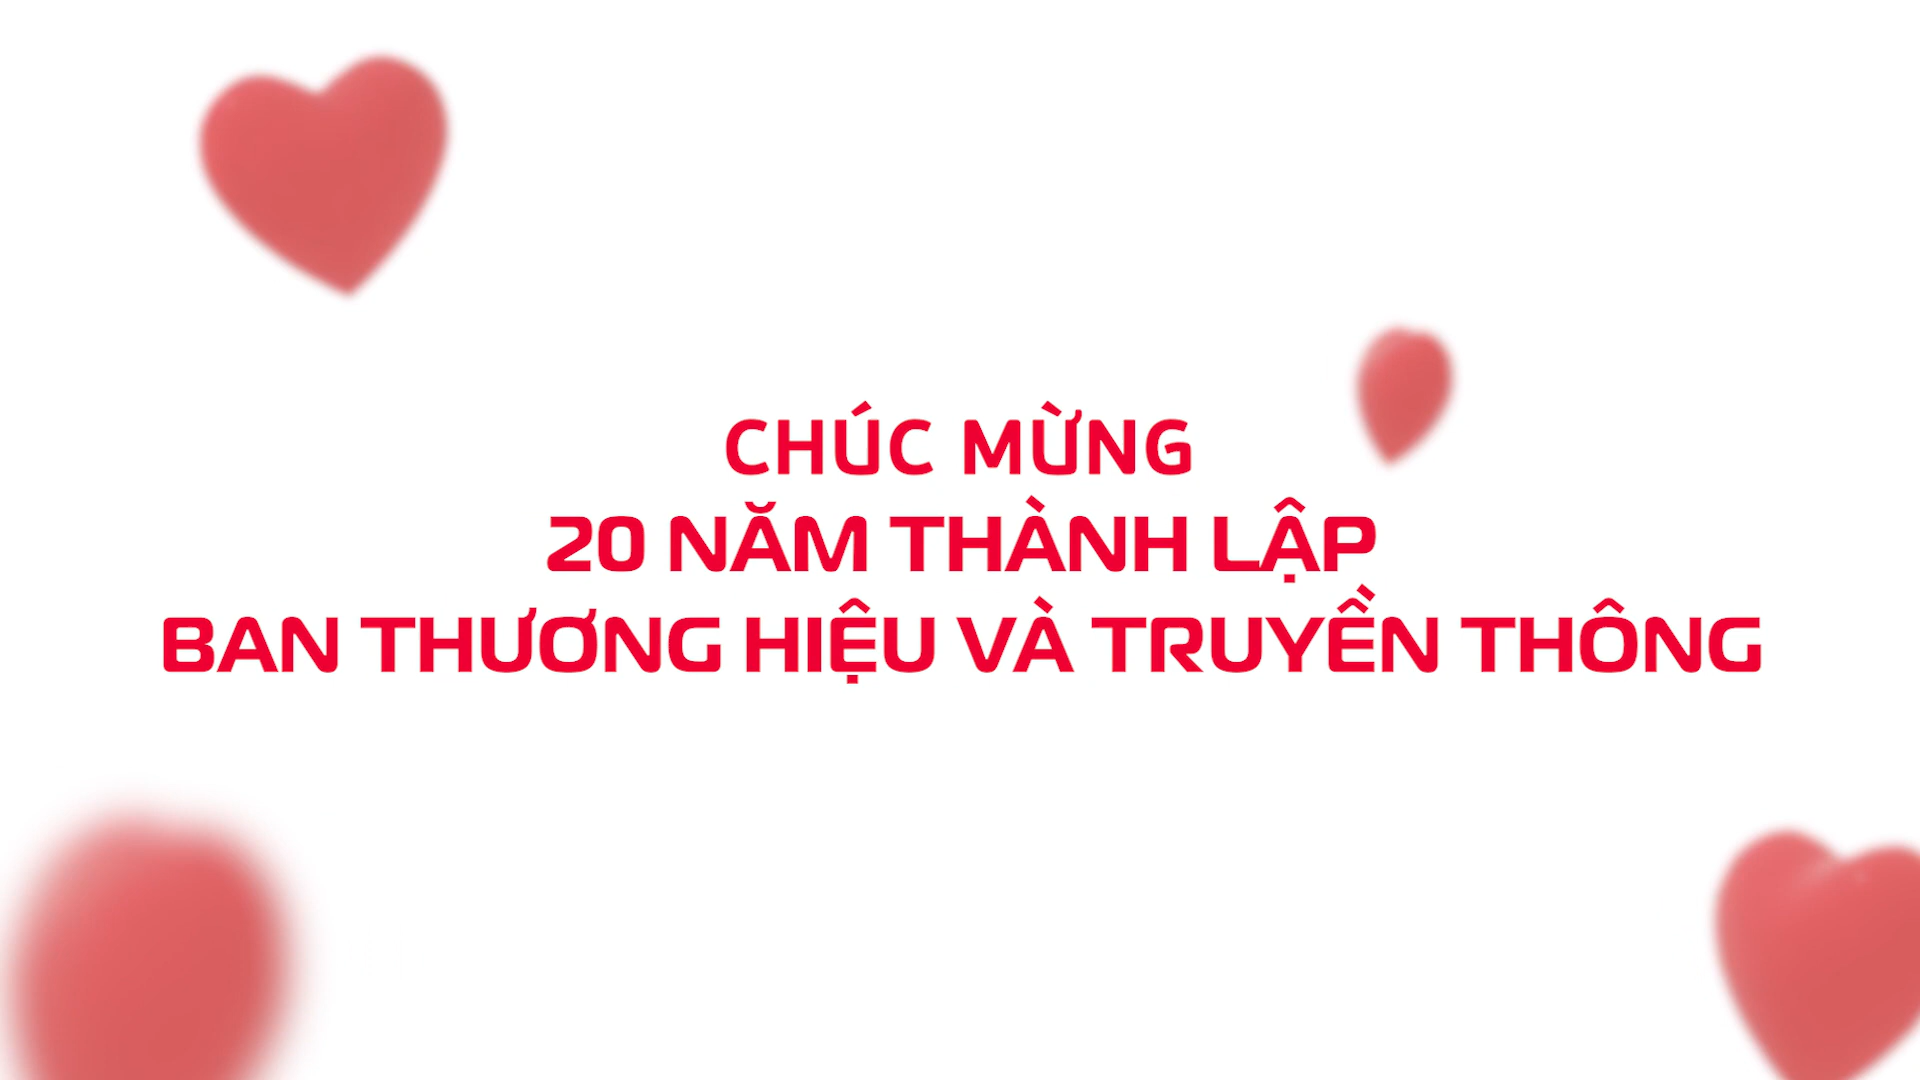 CHÚC MỪNG
20 NĂM THÀNH LẬP
BAN THƯƠNG HIỆU VÀ TRUYỀN THÔNG